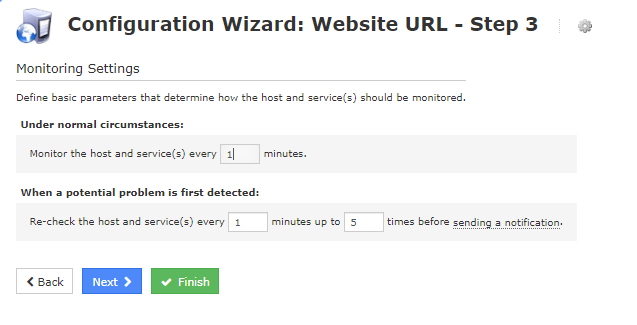 Configuration Wizard: Website URL - Step 3
Monitoring Settings
Define basic parameters that determine how the host and service(s) should be monitored.
Under normal circumstances:
Monitor the host and service(s) every 1 minutes.
When a potential problem is first detected:
Re-check the host and service(s) every 1 minutes up to 5 times before sending a notification.
Back Next Finish